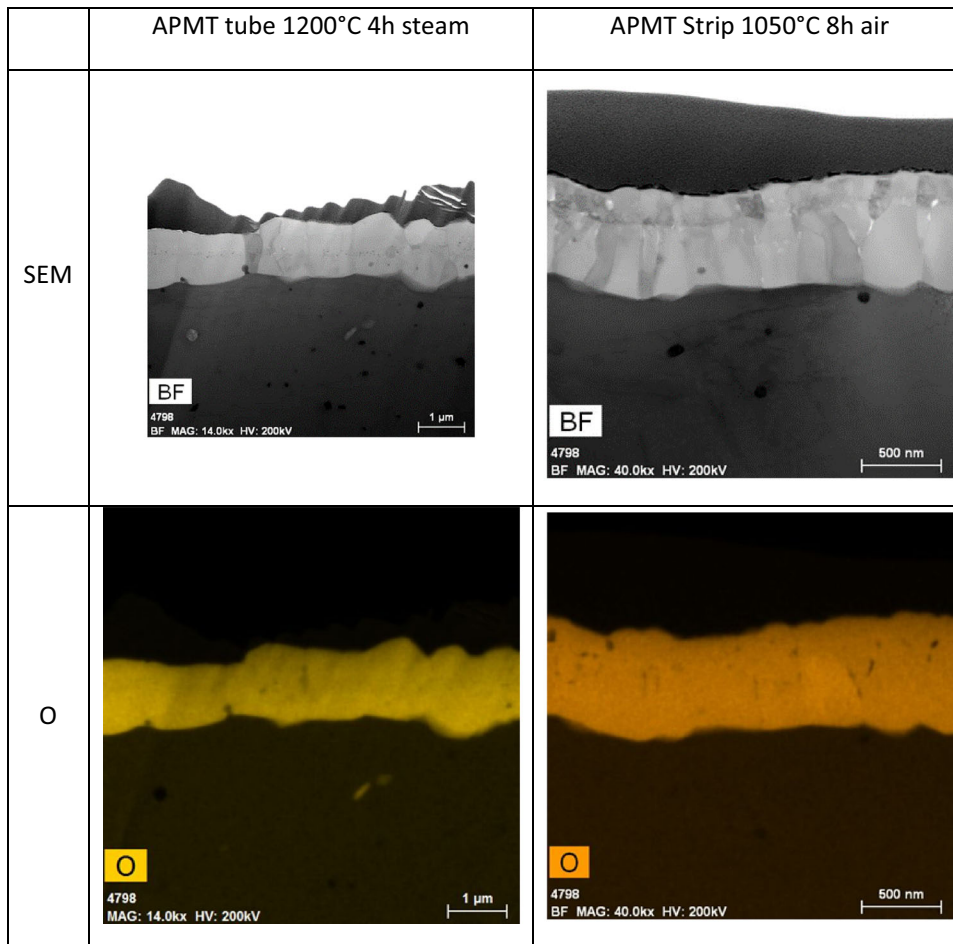 APMT tube 1200°C 4h steam
APMT Strip 1050°C 8h air
SEM
BF
4798
BF MAG: 14.0kx HV: 200kV
1 µm
BF
4798
BF MAG: 40.0kx HV: 200kV
500 nm
O
O
4798
MAG: 14.0kx HV: 200kV
1 µm
O
4798
BF MAG: 40.0kx HV: 200kV
500 nm